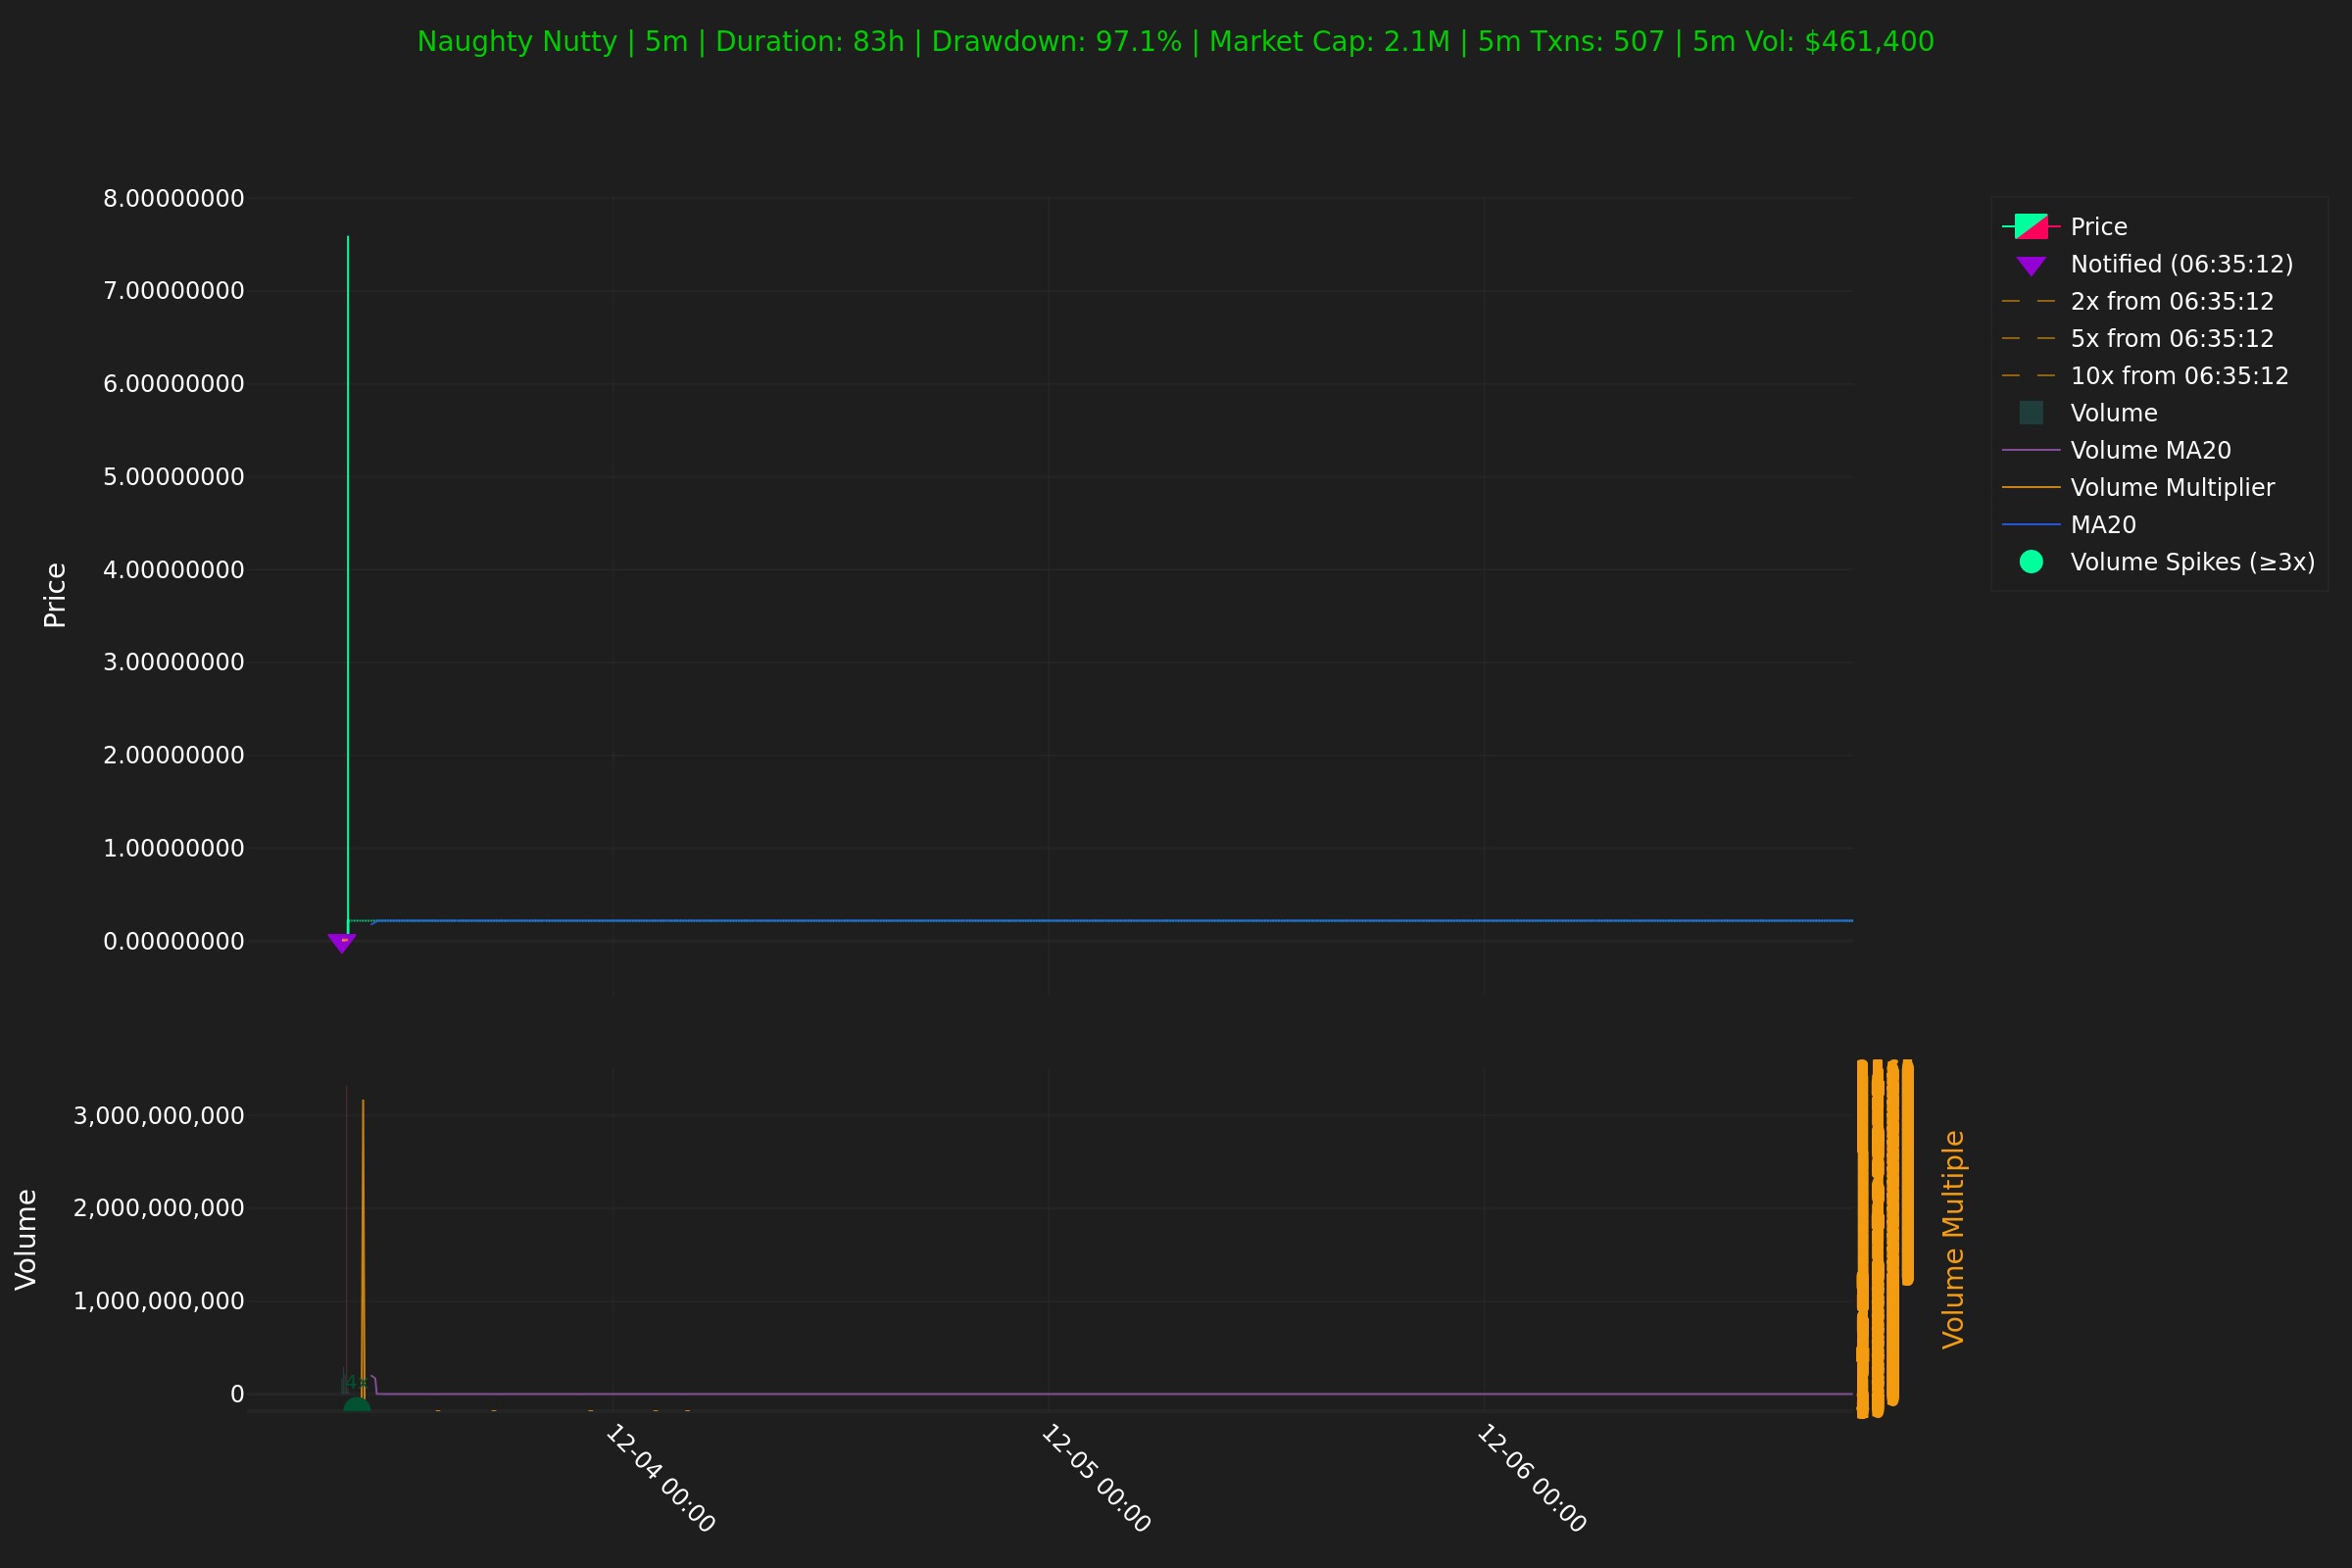 Naughty Nutty | 5m | Duration: 83h | Drawdown: 97.1% | Market Cap: 2.1M | 5m Txns: 507 | 5m Vol: $461,400
8.00000000
7.00000000
6.00000000
5.00000000
4.00000000
3.00000000
2.00000000
1.00000000
0.00000000
Price
Price
Notified (06:35:12)
2x from 06:35:12
5x from 06:35:12
10x from 06:35:12
Volume
Volume MA20
Volume Multiplier
MA20
Volume Spikes (≥3x)
3,000,000,000
2,000,000,000
1,000,000,000
0
Volume
Volume Multiple
12-04 00:00
12-05 00:00
12-06 00:00